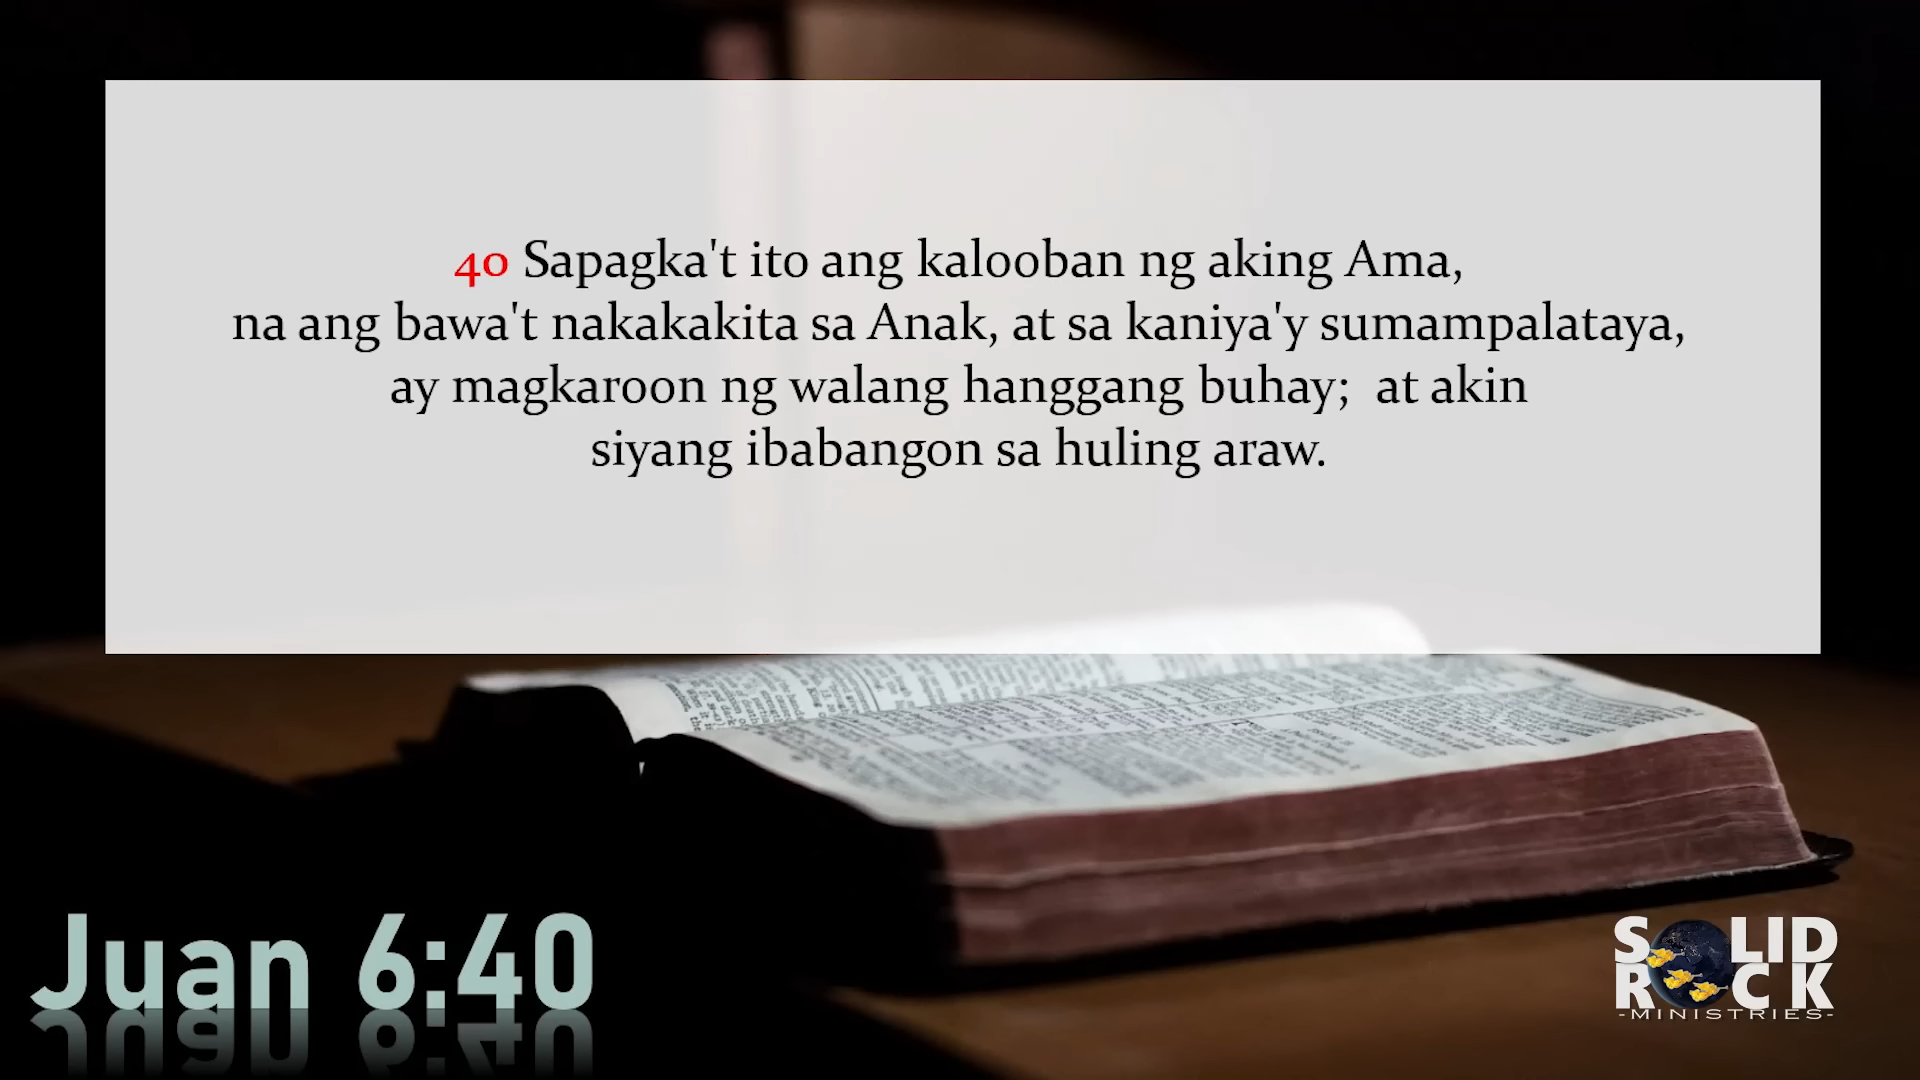 40 Sapagka't ito ang kalooban ng aking Ama,
na ang bawa't nakakakita sa Anak, at sa kaniya'y sumampalataya,
ay magkaroon ng walang hanggang buhay;  at akin
siyang ibabangon sa huling araw.
Juan 6:40
SOLID
ROCK
-MINISTRIES-